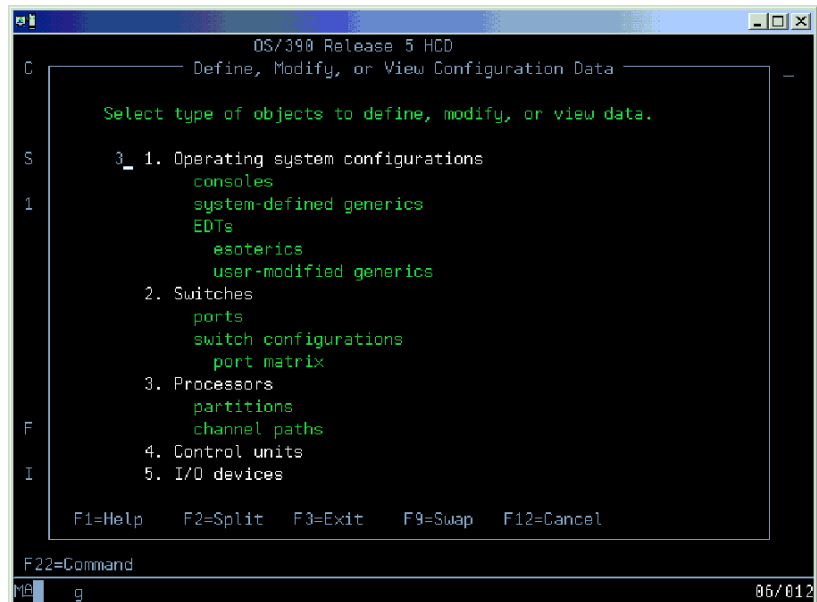 OS/390 Release 5 HCD
C Define, Modify, or View Configuration Data
Select type of objects to define, modify, or view data.
S 3_ 1. Operating system configurations
consoles
1 system-defined generics
EDTs
esoterics
user-modified generics
2. Switches
ports
switch configurations
port matrix
3. Processors
partitions
F channel paths
4. Control units
I 5. I/O devices
F1=Help F2=Split F3=Exit F9=Swap F12=Cancel
F22=Command
MA g 06/012